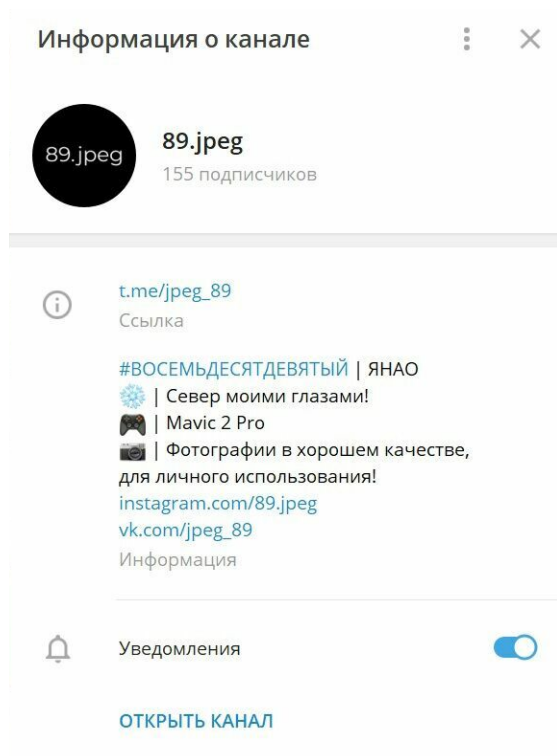 Информация о канале
89.jpeg
89.jpeg
155 подписчиков
t.me/jpeg_89
Ссылка
#ВОСЕМЬДЕСЯТДЕВЯТЫЙ | ЯНАО
❄️ | Север моими глазами!
🎮 | Mavic 2 Pro
📷 | Фотографии в хорошем качестве,
для личного использования!
instagram.com/89.jpeg
vk.com/jpeg_89
Информация
Уведомления
ОТКРЫТЬ КАНАЛ